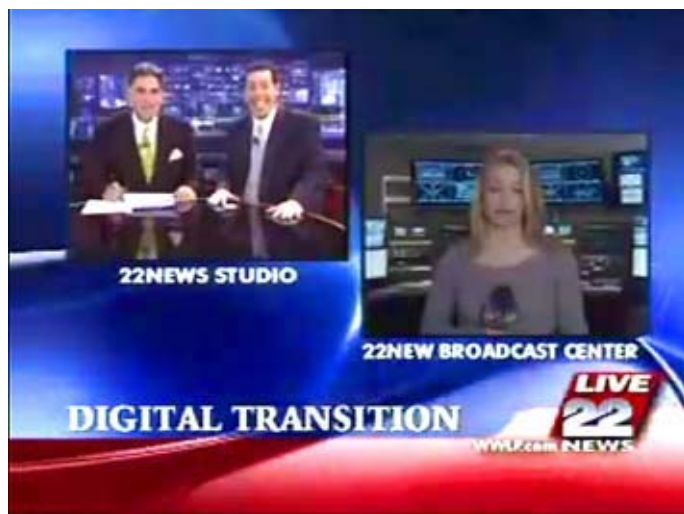 22NEWS STUDIO
22NEW BROADCAST CENTER
DIGITAL TRANSITION
LIVE
22
WWLP.com NEWS